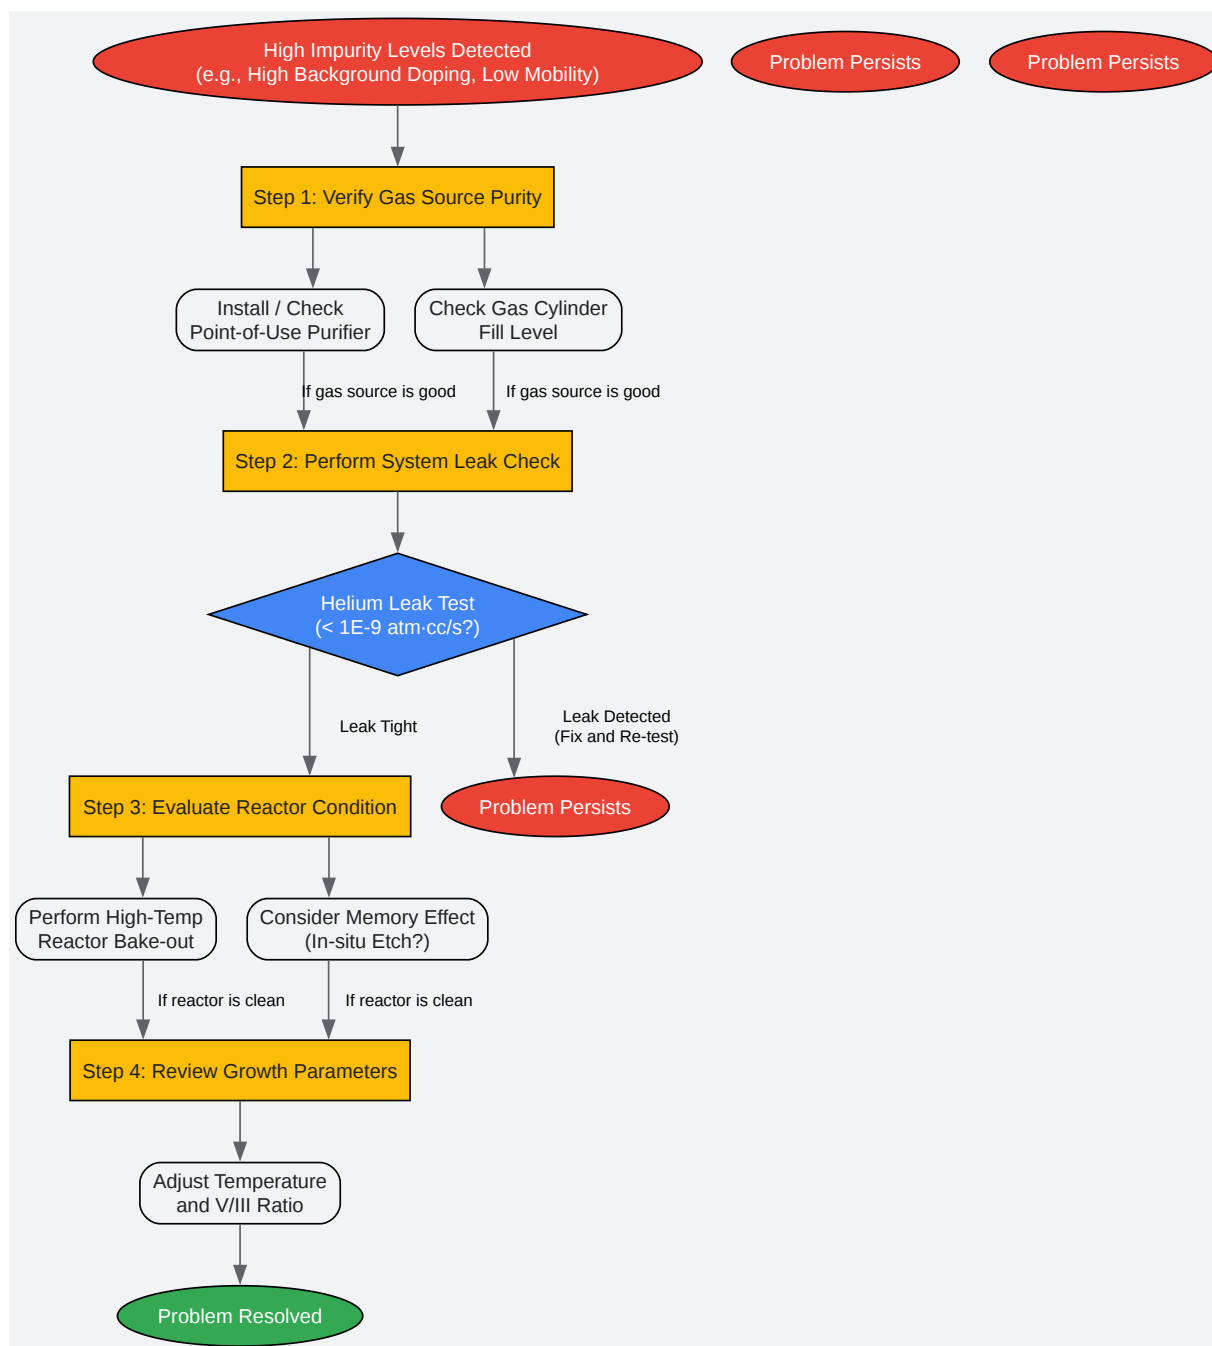 High Impurity Levels Detected
(e.g., High Background Doping, Low Mobility)
Problem Persists
Problem Persists
Step 1: Verify Gas Source Purity
Install / Check
Point-of-Use Purifier
Check Gas Cylinder
Fill Level
If gas source is good
If gas source is good
Step 2: Perform System Leak Check
Helium Leak Test
(< 1E-9 atm·cc/s?)
Leak Tight
Leak Detected
(Fix and Re-test)
Step 3: Evaluate Reactor Condition
Problem Persists
Perform High-Temp
Reactor Bake-out
Consider Memory Effect
(In-situ Etch?)
If reactor is clean
If reactor is clean
Step 4: Review Growth Parameters
Adjust Temperature
and V/III Ratio
Problem Resolved